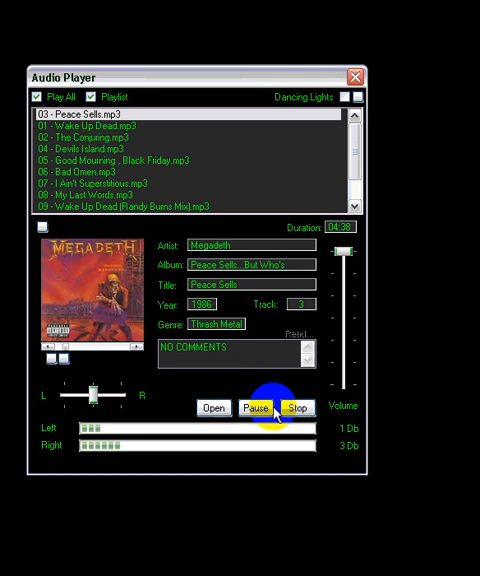 Audio Player
Play All Playlist Dancing Lights
03 - Peace Sells.mp3
01 - Wake Up Dead.mp3
02 - The Conjuring.mp3
04 - Devils Island.mp3
05 - Good Mourning , Black Friday.mp3
06 - Bad Omen.mp3
07 - I Ain't Superstitious.mp3
08 - My Last Words.mp3
09 - Wake Up Dead (Randy Burns Mix).mp3
Duration: 04:38
MEGADETH
Artist: Megadeth
Album: Peace Sells...But Who's
Title: Peace Sells
Year: 1986 Track: 3
Genre: Thrash Metal
Read...
NO COMMENTS
L R
Open Pause Stop Volume
Left 1 Db
Right 3 Db